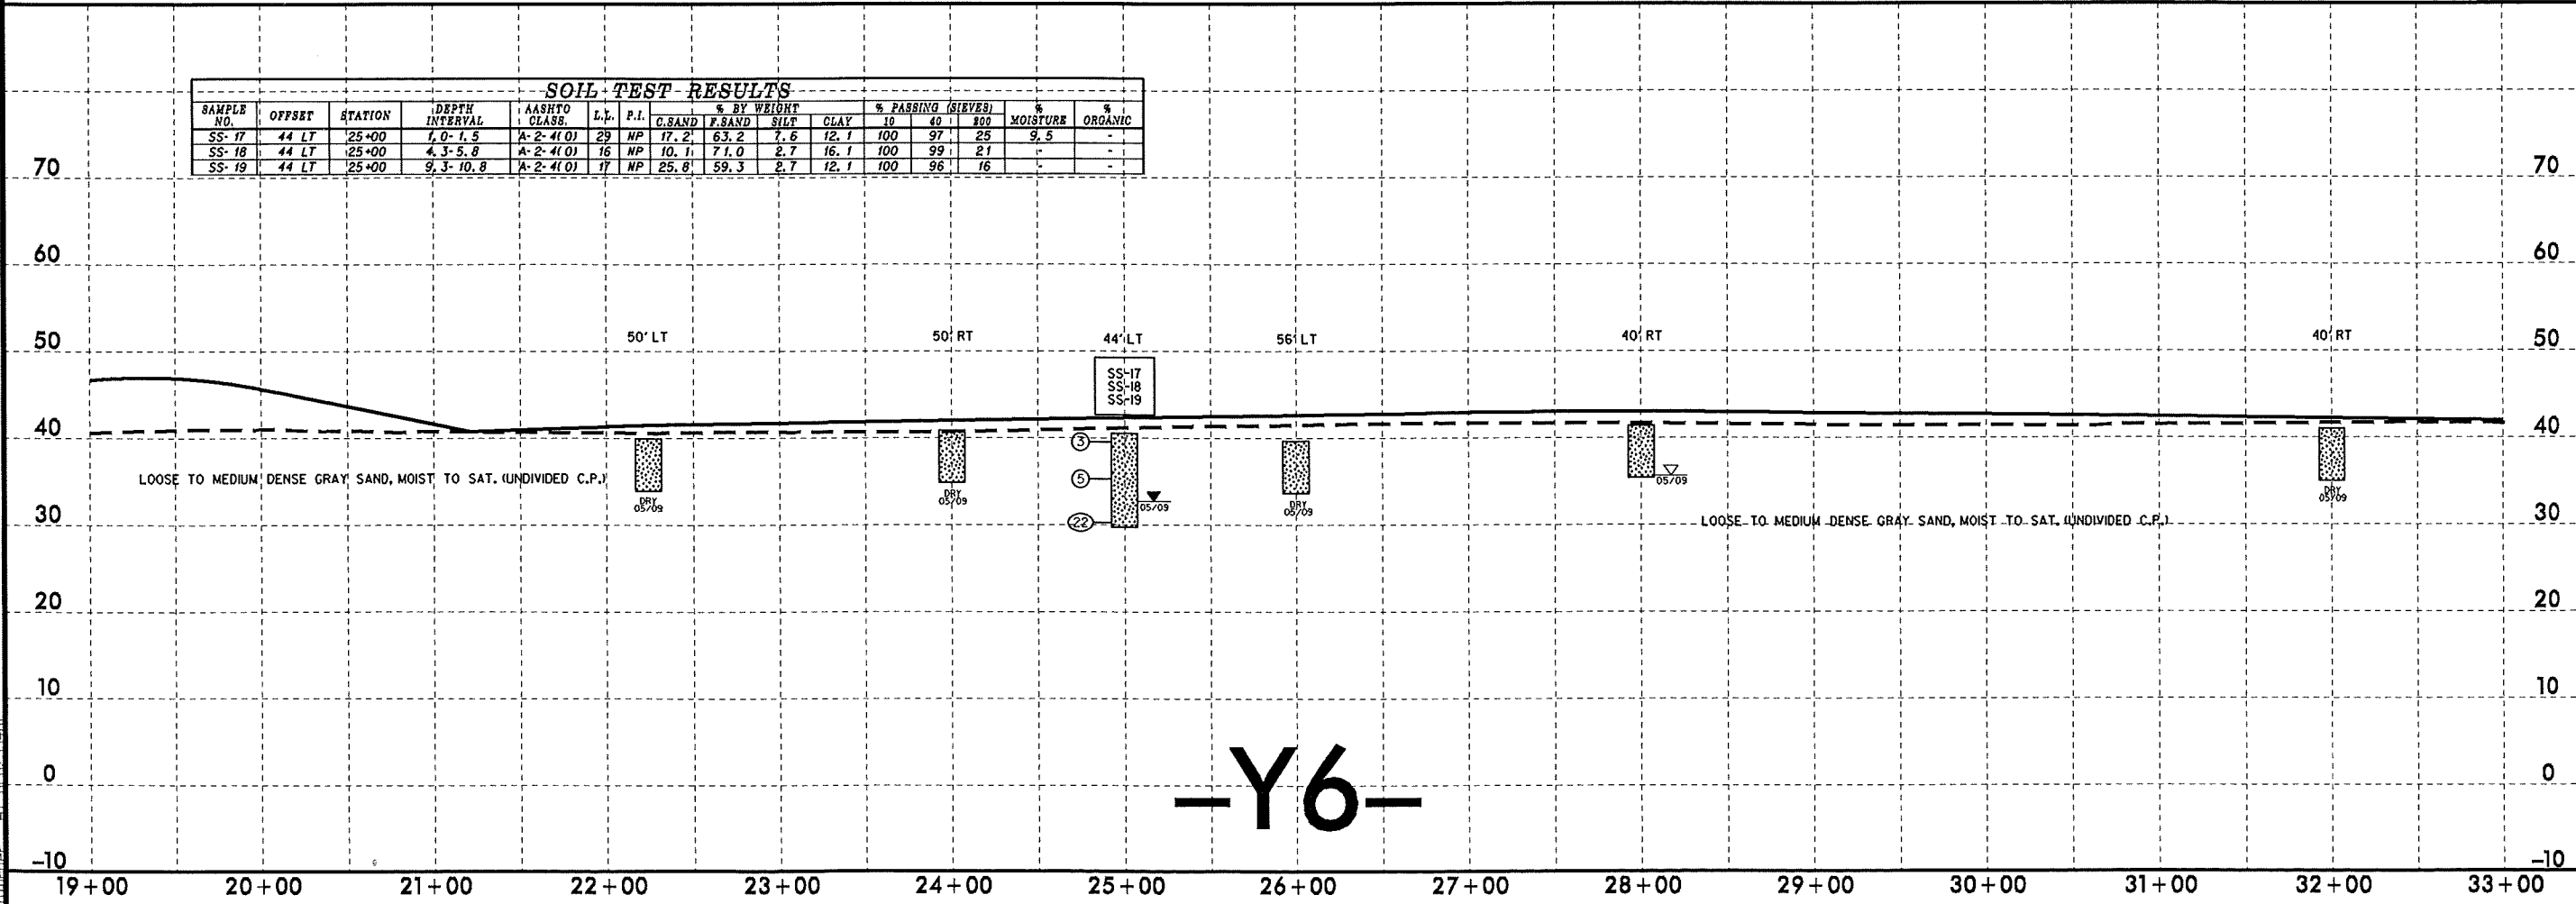 SOIL TEST RESULTS
SAMPLE NO. OFFSET STATION DEPTH INTERVAL AASHTO CLASS. L.L. P.I. % BY WEIGHT % PASSING (SIEVES) % MOISTURE % ORGANIC
C.SAND F.SAND SILT CLAY 10 40 200
SS-17 44 LT 25+00 1.0-1.5 A-2-4(0) 29 NP 17.2 63.2 7.6 12.1 100 97 25 9.5 -
SS-18 44 LT 25+00 4.3-5.8 A-2-4(0) 16 NP 10.1 71.0 2.7 16.1 100 99 21 - -
SS-19 44 LT 25+00 9.3-10.8 A-2-4(0) 17 NP 25.8 59.3 2.7 12.1 100 96 16 - -
70 70
60 60
50' LT 50' RT 44' LT 56' LT 40' RT 40' RT
50 50
SS-17
SS-18
SS-19
40 40
3
LOOSE TO MEDIUM DENSE GRAY SAND, MOIST TO SAT. (UNDIVIDED C.P.)
5
05/09
DRY
05/09
DRY
05/09
05/09
DRY
05/09
DRY
05/09
22
30 30
LOOSE TO MEDIUM DENSE GRAY SAND, MOIST TO SAT. (UNDIVIDED C.P.)
20 20
10 10
0 0
-Y6-
-10 -10
19+00 20+00 21+00 22+00 23+00 24+00 25+00 26+00 27+00 28+00 29+00 30+00 31+00 32+00 33+00